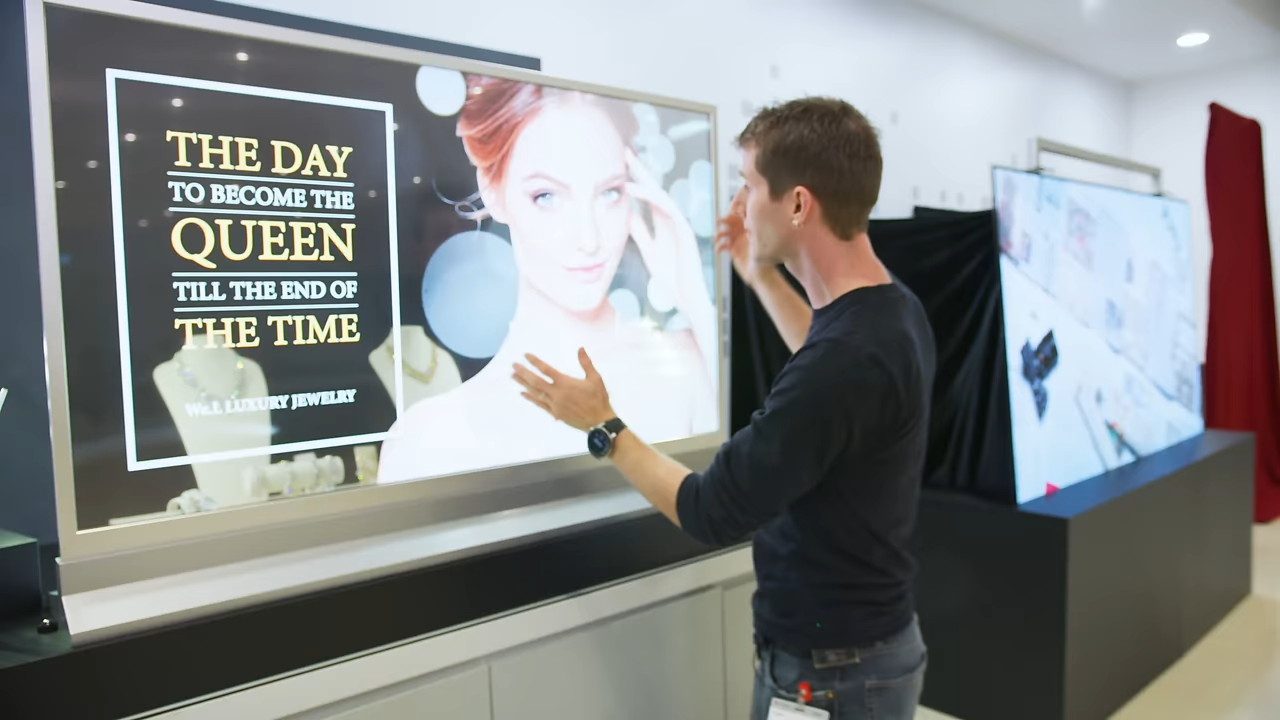 THE DAY
TO BECOME THE
QUEEN
TILL THE END OF
THE TIME
We.L LUXURY JEWELRY